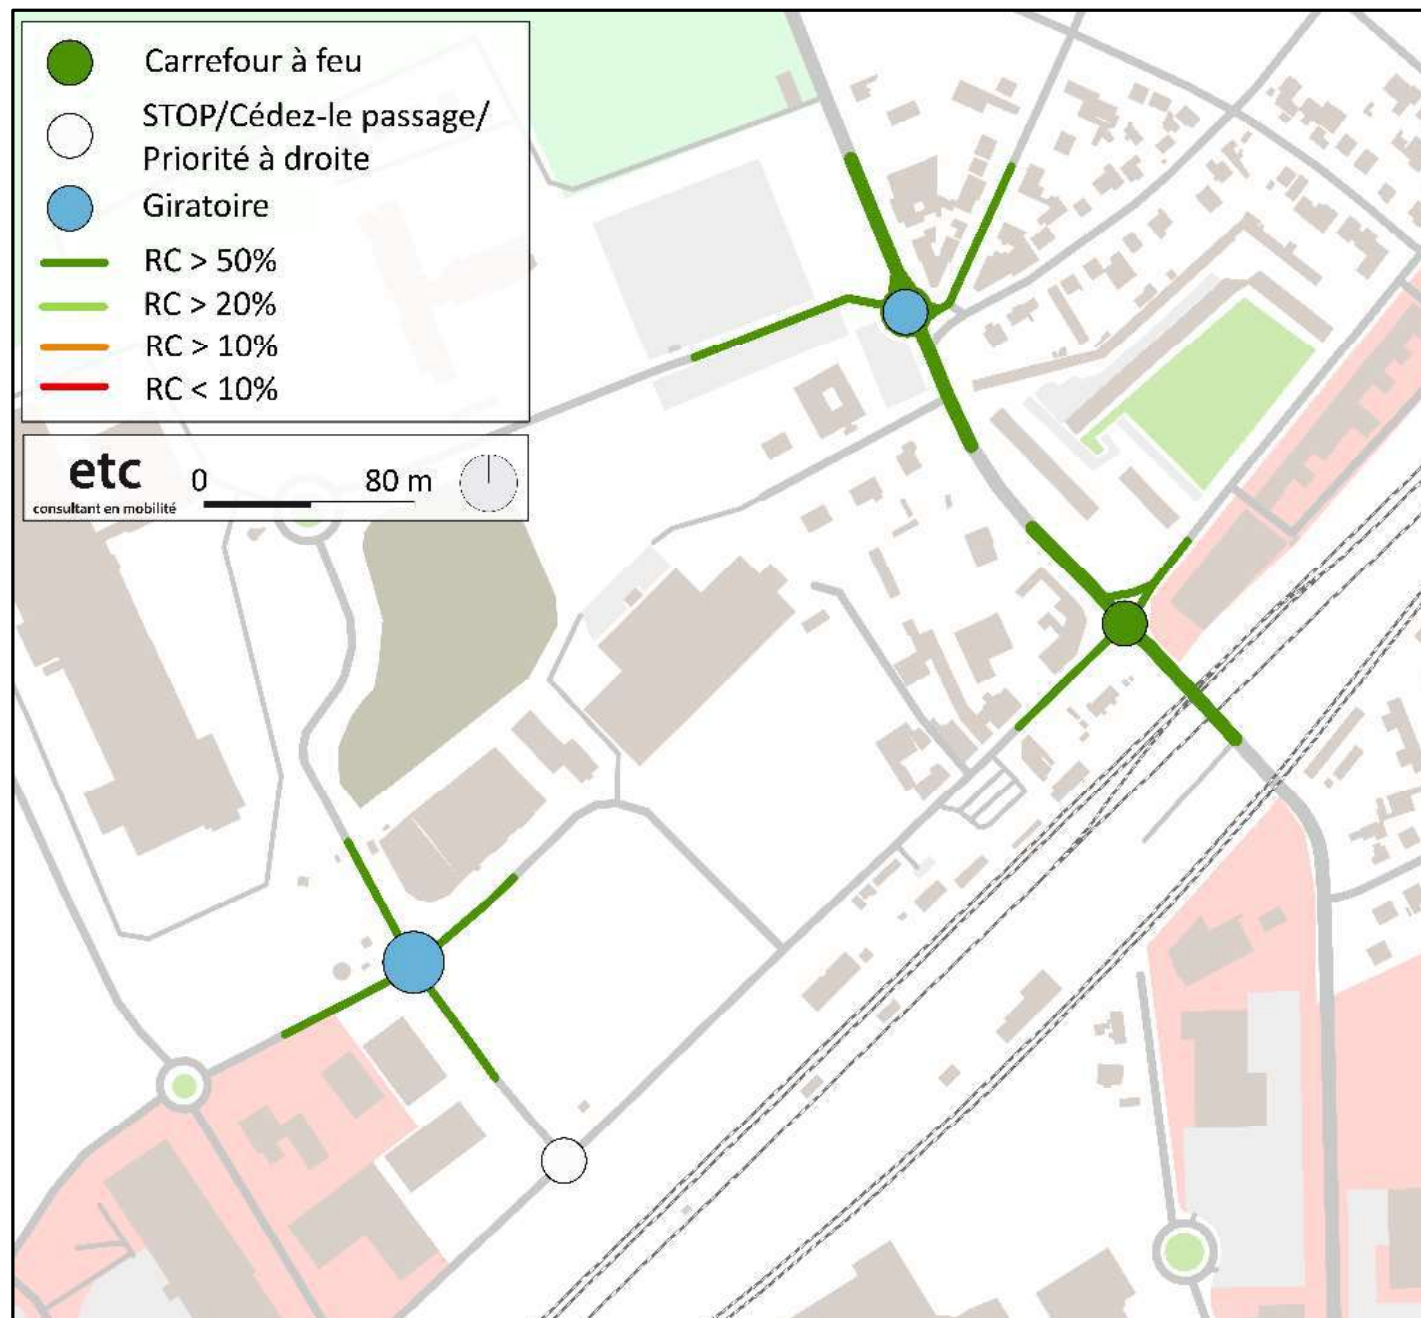 Carrefour à feu
STOP/Cédez-le passage/
Priorité à droite
Giratoire
RC > 50%
RC > 20%
RC > 10%
RC < 10%
etc
consultant en mobilité
0 80 m